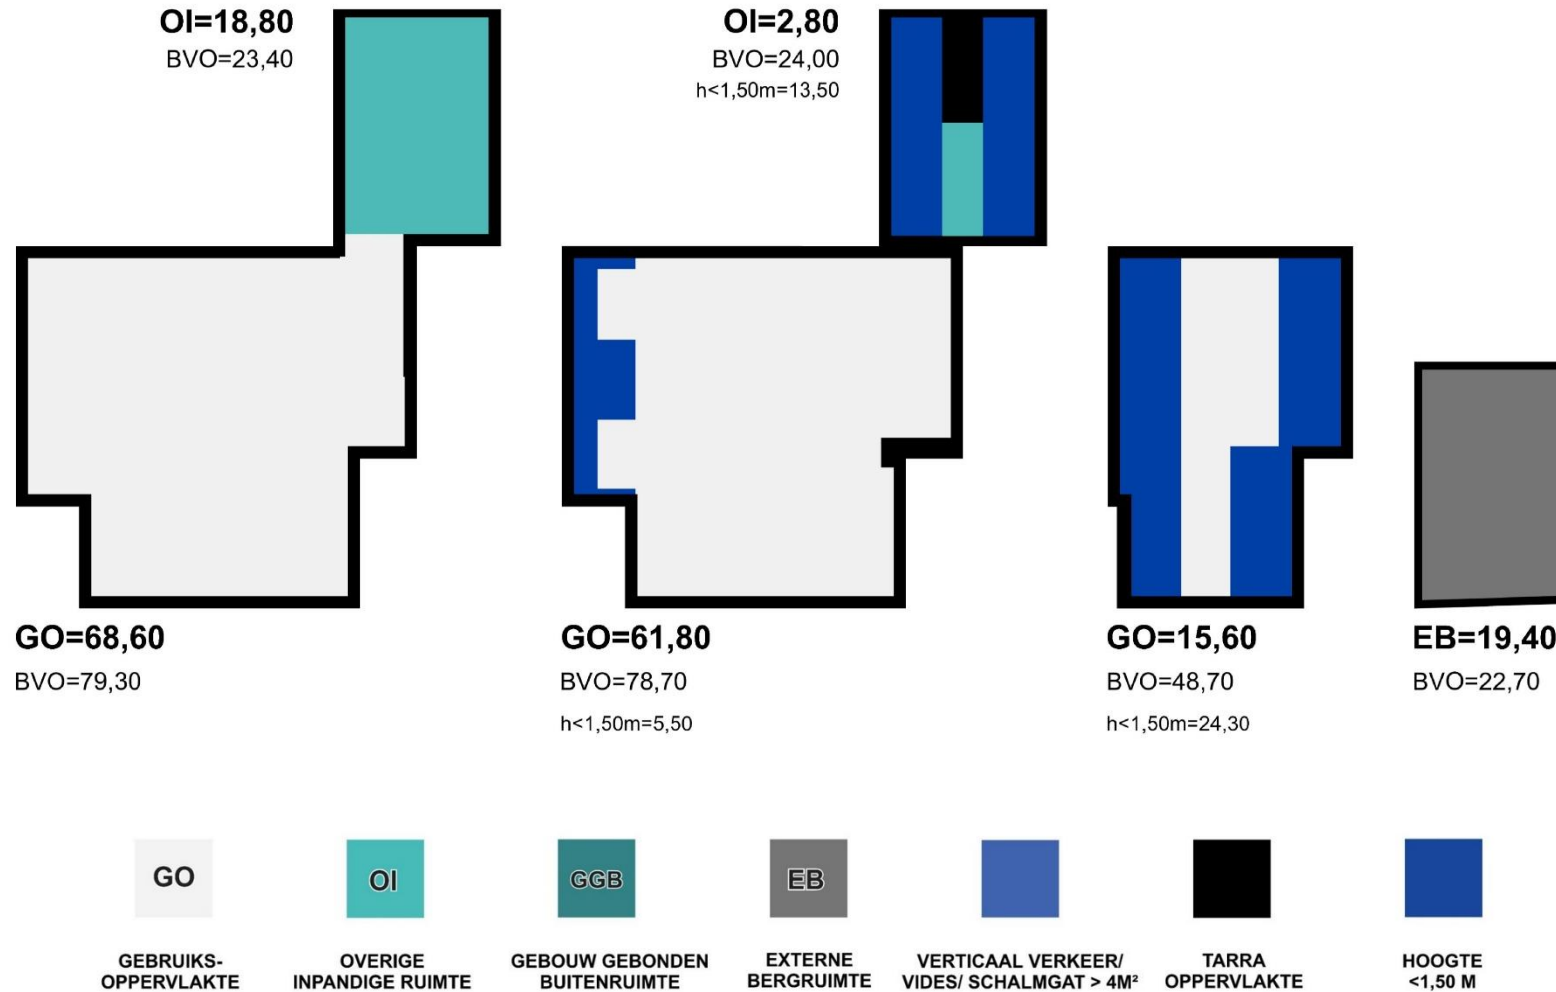 OI=18,80
BVO=23,40
OI=2,80
BVO=24,00
h<1,50m=13,50
GO=68,60
BVO=79,30
GO=61,80
BVO=78,70
h<1,50m=5,50
GO=15,60
BVO=48,70
h<1,50m=24,30
EB=19,40
BVO=22,70
GO
GEBRUIKS-
OPPERVLAKTE
OI
OVERIGE
INPANDIGE RUIMTE
GGB
GEBOUW GEBONDEN
BUITENRUIMTE
EB
EXTERNE
BERGRUIMTE
VERTICAAL VERKEER/
VIDES/ SCHALMGAT > 4M²
TARRA
OPPERVLAKTE
HOOGTE
<1,50 M